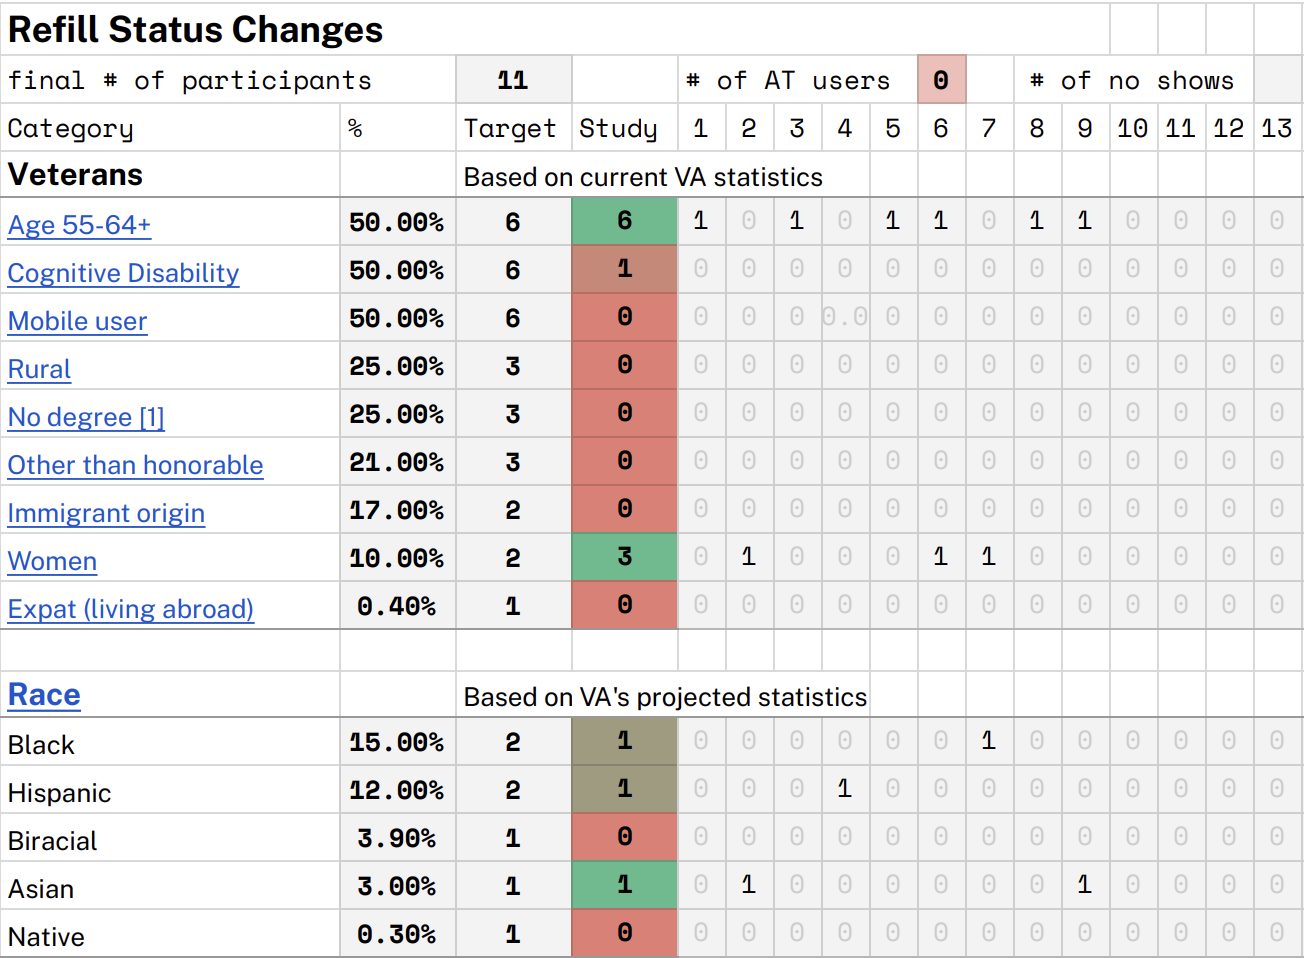 Refill Status Changes
final # of participants 11 # of AT users 0 # of no shows
Category % Target Study 1 2 3 4 5 6 7 8 9 10 11 12 13
Veterans Based on current VA statistics
Age 55-64+ 50.00% 6 6 1 0 1 0 1 1 0 1 1 0 0 0 0
Cognitive Disability 50.00% 6 1 0 0 0 0 0 0 0 0 0 0 0 0 0
Mobile user 50.00% 6 0 0 0 0 0.0 0 0 0 0 0 0 0 0 0
Rural 25.00% 3 0 0 0 0 0 0 0 0 0 0 0 0 0 0
No degree [1] 25.00% 3 0 0 0 0 0 0 0 0 0 0 0 0 0 0
Other than honorable 21.00% 3 0 0 0 0 0 0 0 0 0 0 0 0 0 0
Immigrant origin 17.00% 2 0 0 0 0 0 0 0 0 0 0 0 0 0 0
Women 10.00% 2 3 0 1 0 0 0 1 1 0 0 0 0 0 0
Expat (living abroad) 0.40% 1 0 0 0 0 0 0 0 0 0 0 0 0 0 0
Race Based on VA's projected statistics
Black 15.00% 2 1 0 0 0 0 0 0 1 0 0 0 0 0 0
Hispanic 12.00% 2 1 0 0 0 1 0 0 0 0 0 0 0 0 0
Biracial 3.90% 1 0 0 0 0 0 0 0 0 0 0 0 0 0 0
Asian 3.00% 1 1 0 1 0 0 0 0 0 0 1 0 0 0 0
Native 0.30% 1 0 0 0 0 0 0 0 0 0 0 0 0 0 0